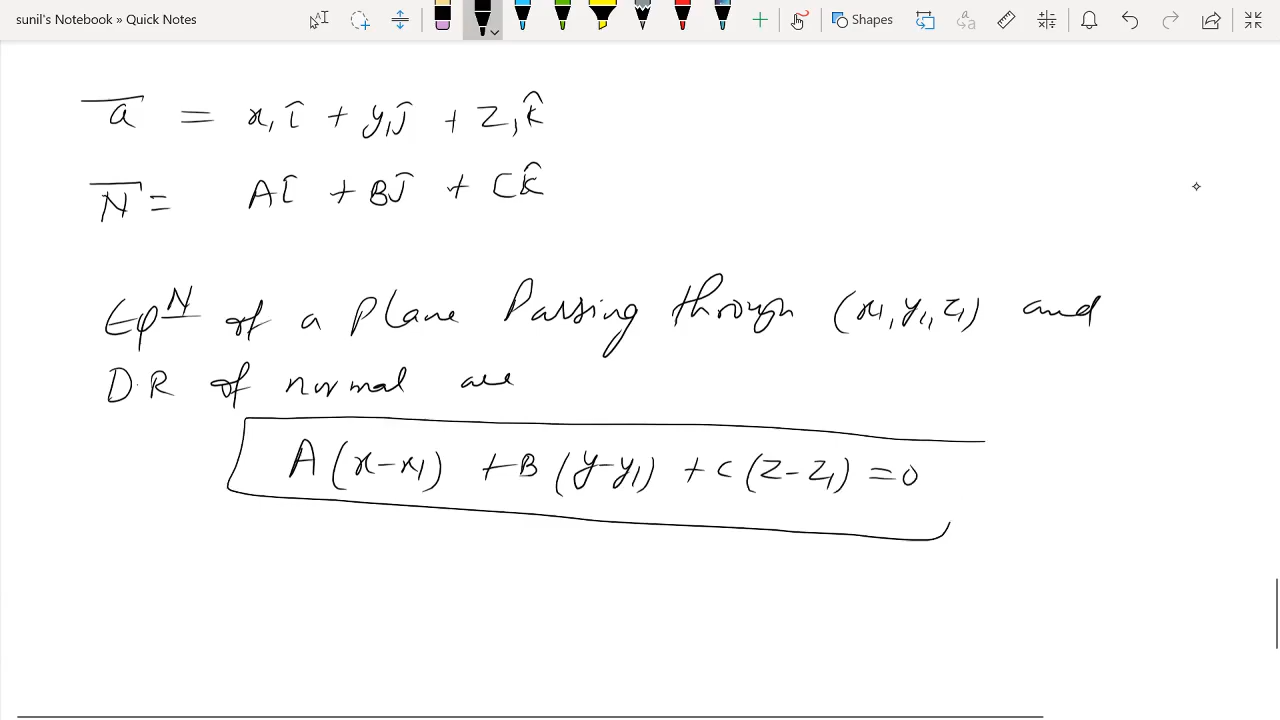 sunil's Notebook » Quick Notes
Shapes
a̅ = x₁î + y₁ĵ + z₁k̂
N̅ = Aî + Bĵ + Ck̂
Eqᴺ of a Plane Passing through (x₁, y₁, z₁) and
D.R of normal are
A(x-x₁) + B(y-y₁) + C(z-z₁) = 0